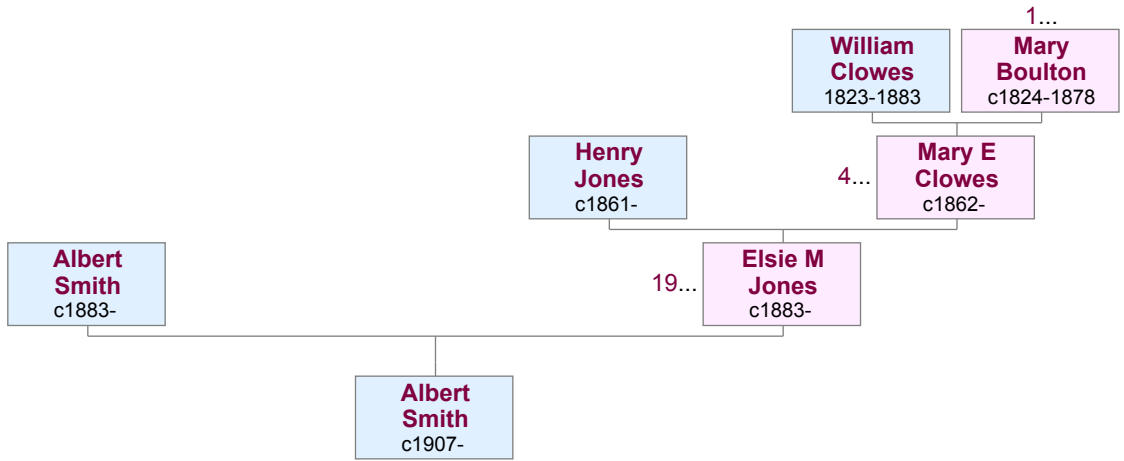 1...
William
Clowes
1823-1883
Mary
Boulton
c1824-1878
Henry
Jones
c1861-
4...
Mary E
Clowes
c1862-
Albert
Smith
c1883-
19...
Elsie M
Jones
c1883-
Albert
Smith
c1907-